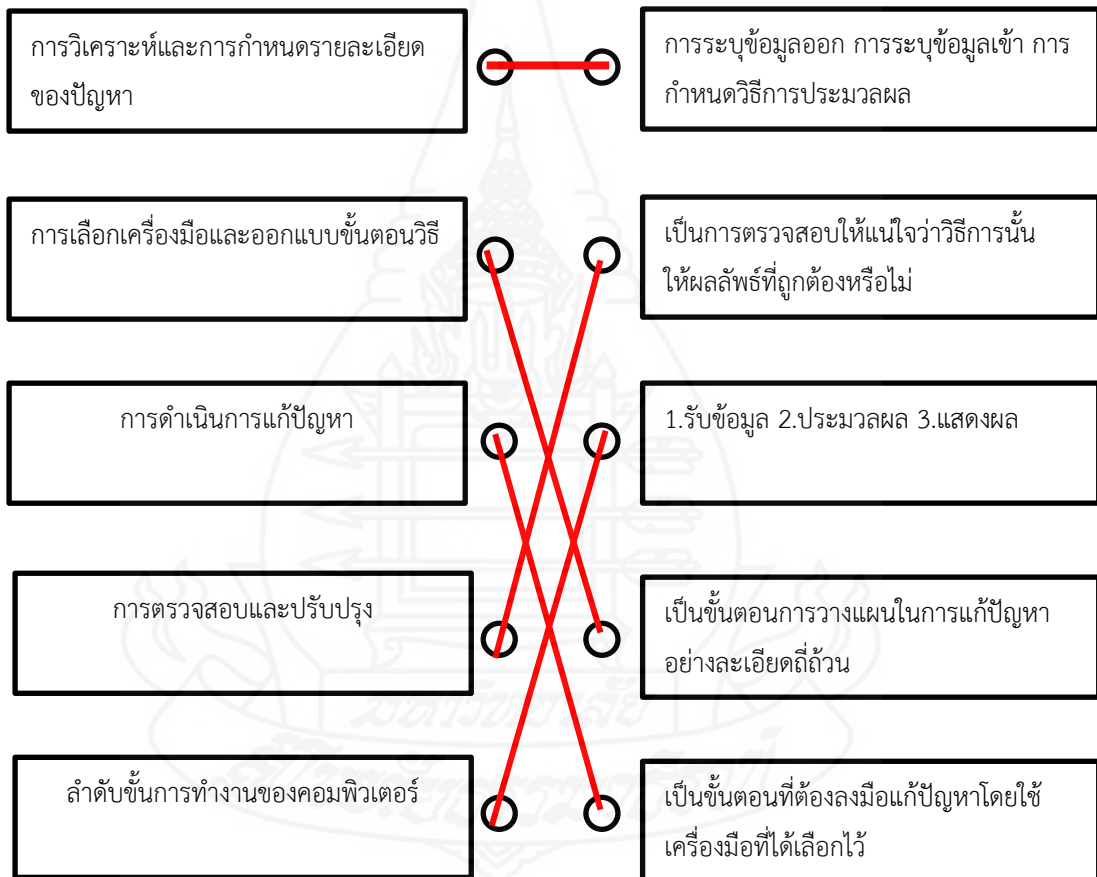 การวิเคราะห์และการกำหนดรายละเอียด
ของปัญหา
การระบุข้อมูลออก การระบุข้อมูลเข้า การ
กำหนดวิธีการประมวลผล
การเลือกเครื่องมือและออกแบบขั้นตอนวิธี
เป็นการตรวจสอบให้แน่ใจว่าวิธีการนั้น
ให้ผลลัพธ์ที่ถูกต้องหรือไม่
การดำเนินการแก้ปัญหา
1.รับข้อมูล 2.ประมวลผล 3.แสดงผล
การตรวจสอบและปรับปรุง
เป็นขั้นตอนการวางแผนในการแก้ปัญหา
อย่างละเอียดถี่ถ้วน
ลำดับขั้นการทำงานของคอมพิวเตอร์
เป็นขั้นตอนที่ต้องลงมือแก้ปัญหาโดยใช้
เครื่องมือที่ได้เลือกไว้